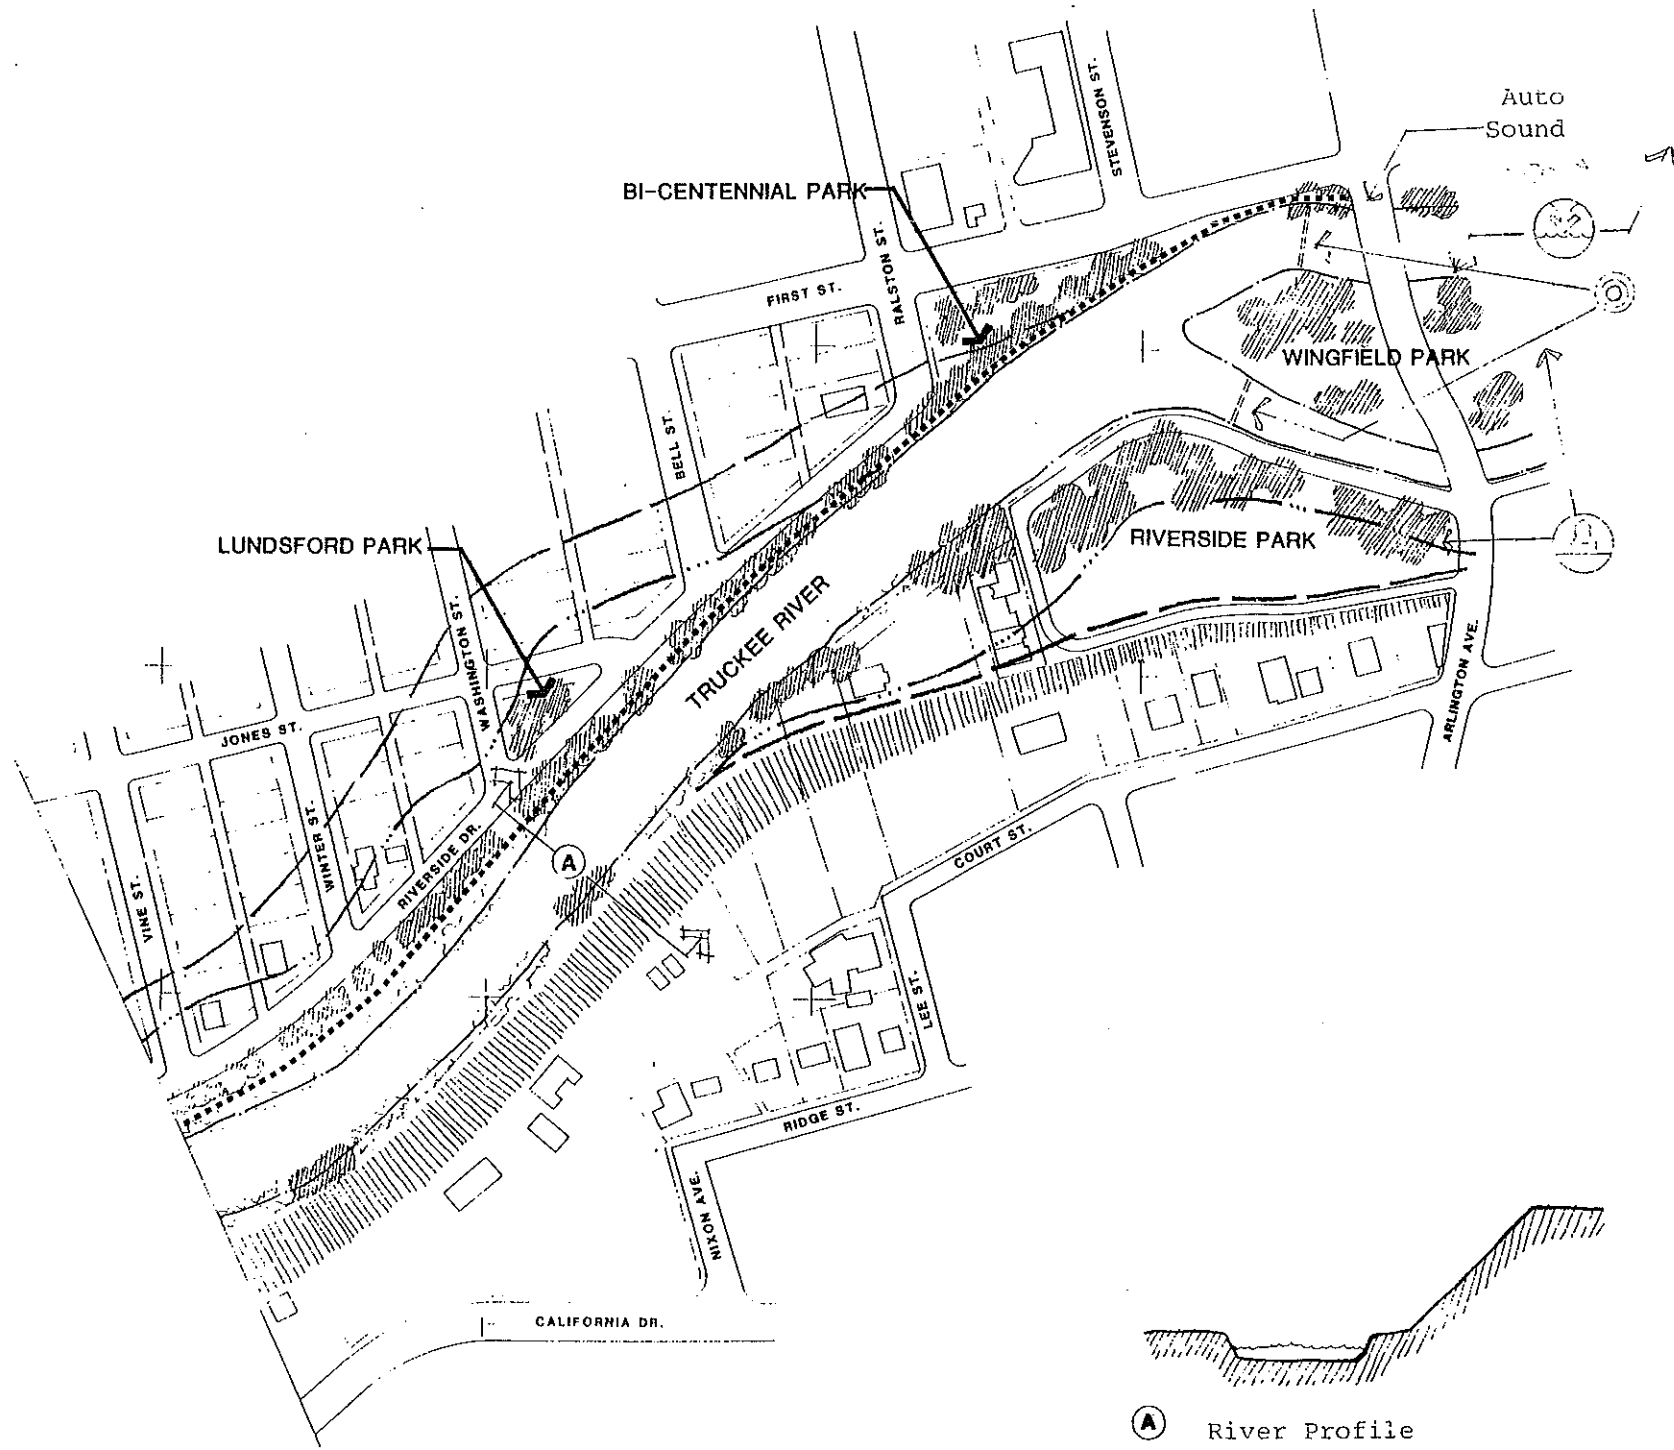 STEVENSON ST.
Auto
Sound
BI-CENTENNIAL PARK
RALSTON ST.
FIRST ST.
WINGFIELD PARK
BELL ST.
RIVERSIDE PARK
LUNDSFORD PARK
WASHINGTON ST.
TRUCKEE RIVER
ARLINGTON AVE.
JONES ST.
WINTER ST.
RIVERSIDE DR.
A
COURT ST.
VINE ST.
LEE ST.
RIDGE ST.
NIXON AVE.
CALIFORNIA DR.
A River Profile